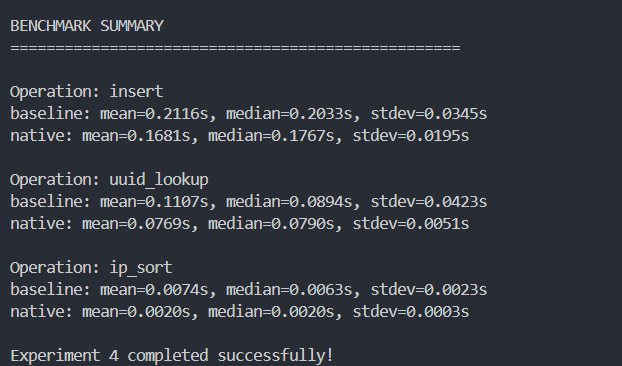 BENCHMARK SUMMARY
==================================================
Operation: insert
baseline: mean=0.2116s, median=0.2033s, stdev=0.0345s
native: mean=0.1681s, median=0.1767s, stdev=0.0195s
Operation: uuid_lookup
baseline: mean=0.1107s, median=0.0894s, stdev=0.0423s
native: mean=0.0769s, median=0.0790s, stdev=0.0051s
Operation: ip_sort
baseline: mean=0.0074s, median=0.0063s, stdev=0.0023s
native: mean=0.0020s, median=0.0020s, stdev=0.0003s
Experiment 4 completed successfully!